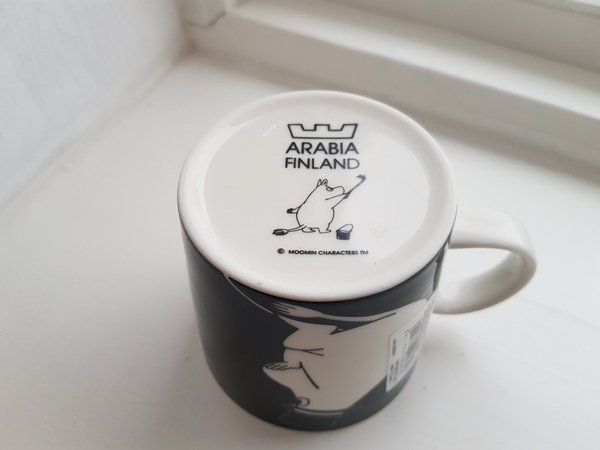 ARABIA
FINLAND
© MOOMIN CHARACTERS TM